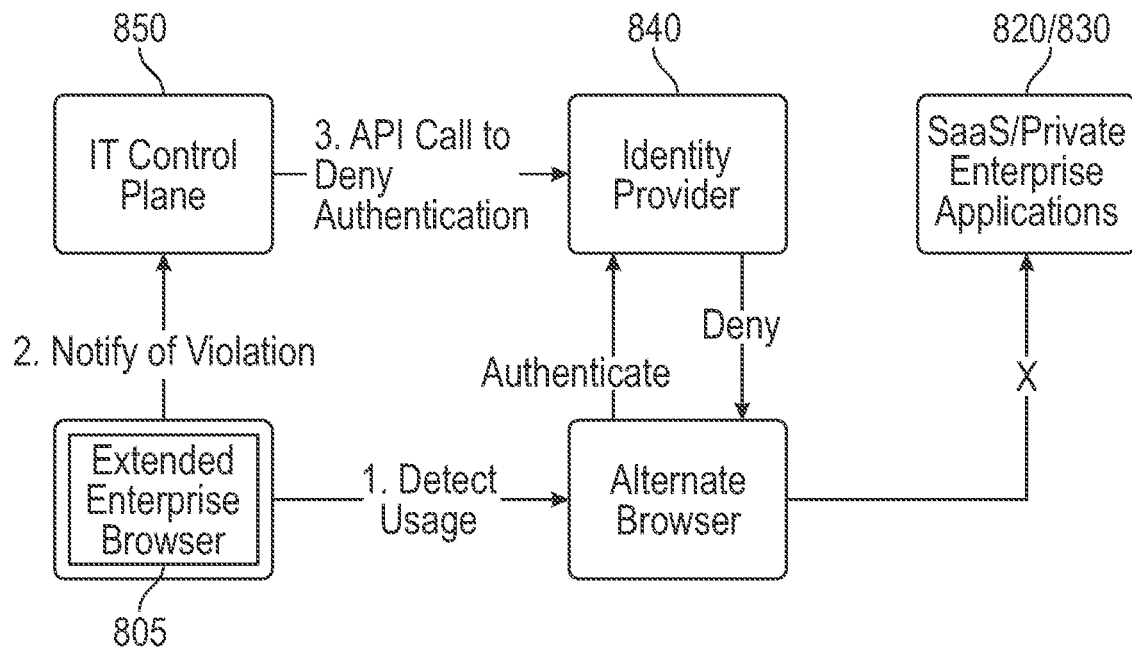 850
840
820/830
IT Control
Plane
3. API Call to
Deny
Authentication
Identity
Provider
SaaS/Private
Enterprise
Applications
2. Notify of Violation
Authenticate
Deny
X
Extended
Enterprise
Browser
1. Detect
Usage
Alternate
Browser
805